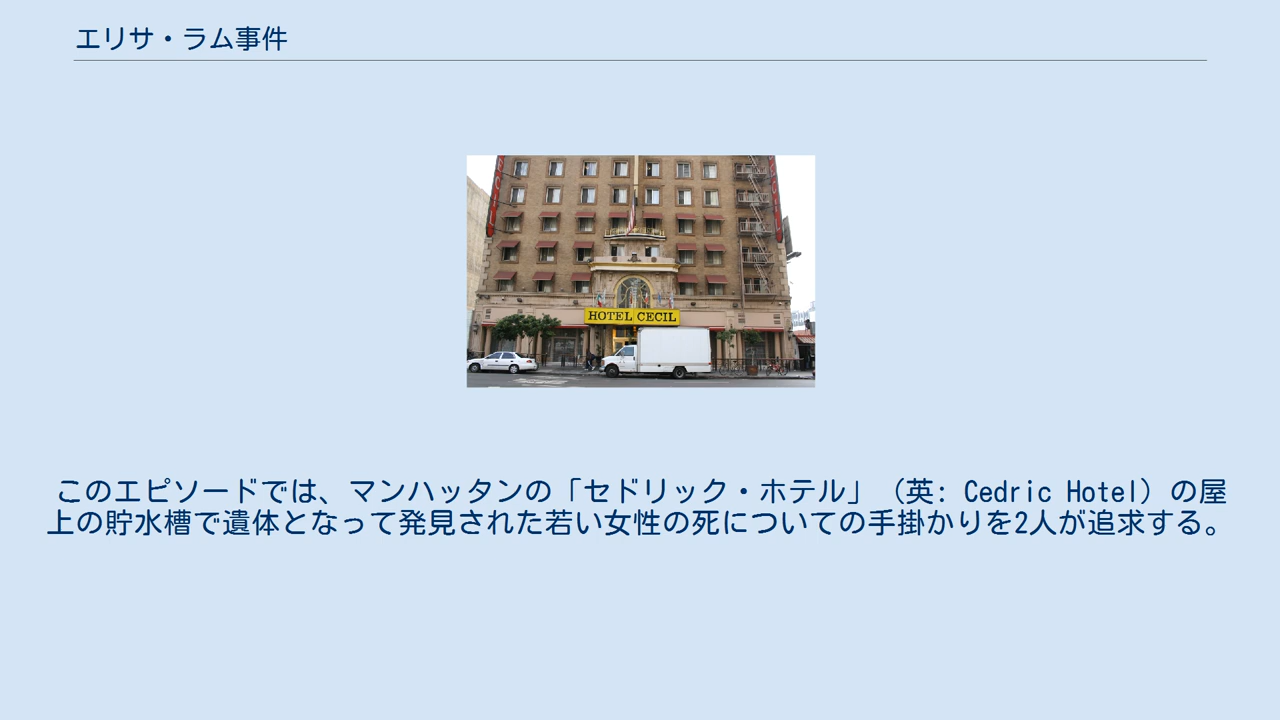 エリサ・ラム事件
HOTEL CECIL
このエピソードでは、マンハッタンの「セドリック・ホテル」（英: Cedric Hotel）の屋
上の貯水槽で遺体となって発見された若い女性の死についての手掛かりを2人が追求する。